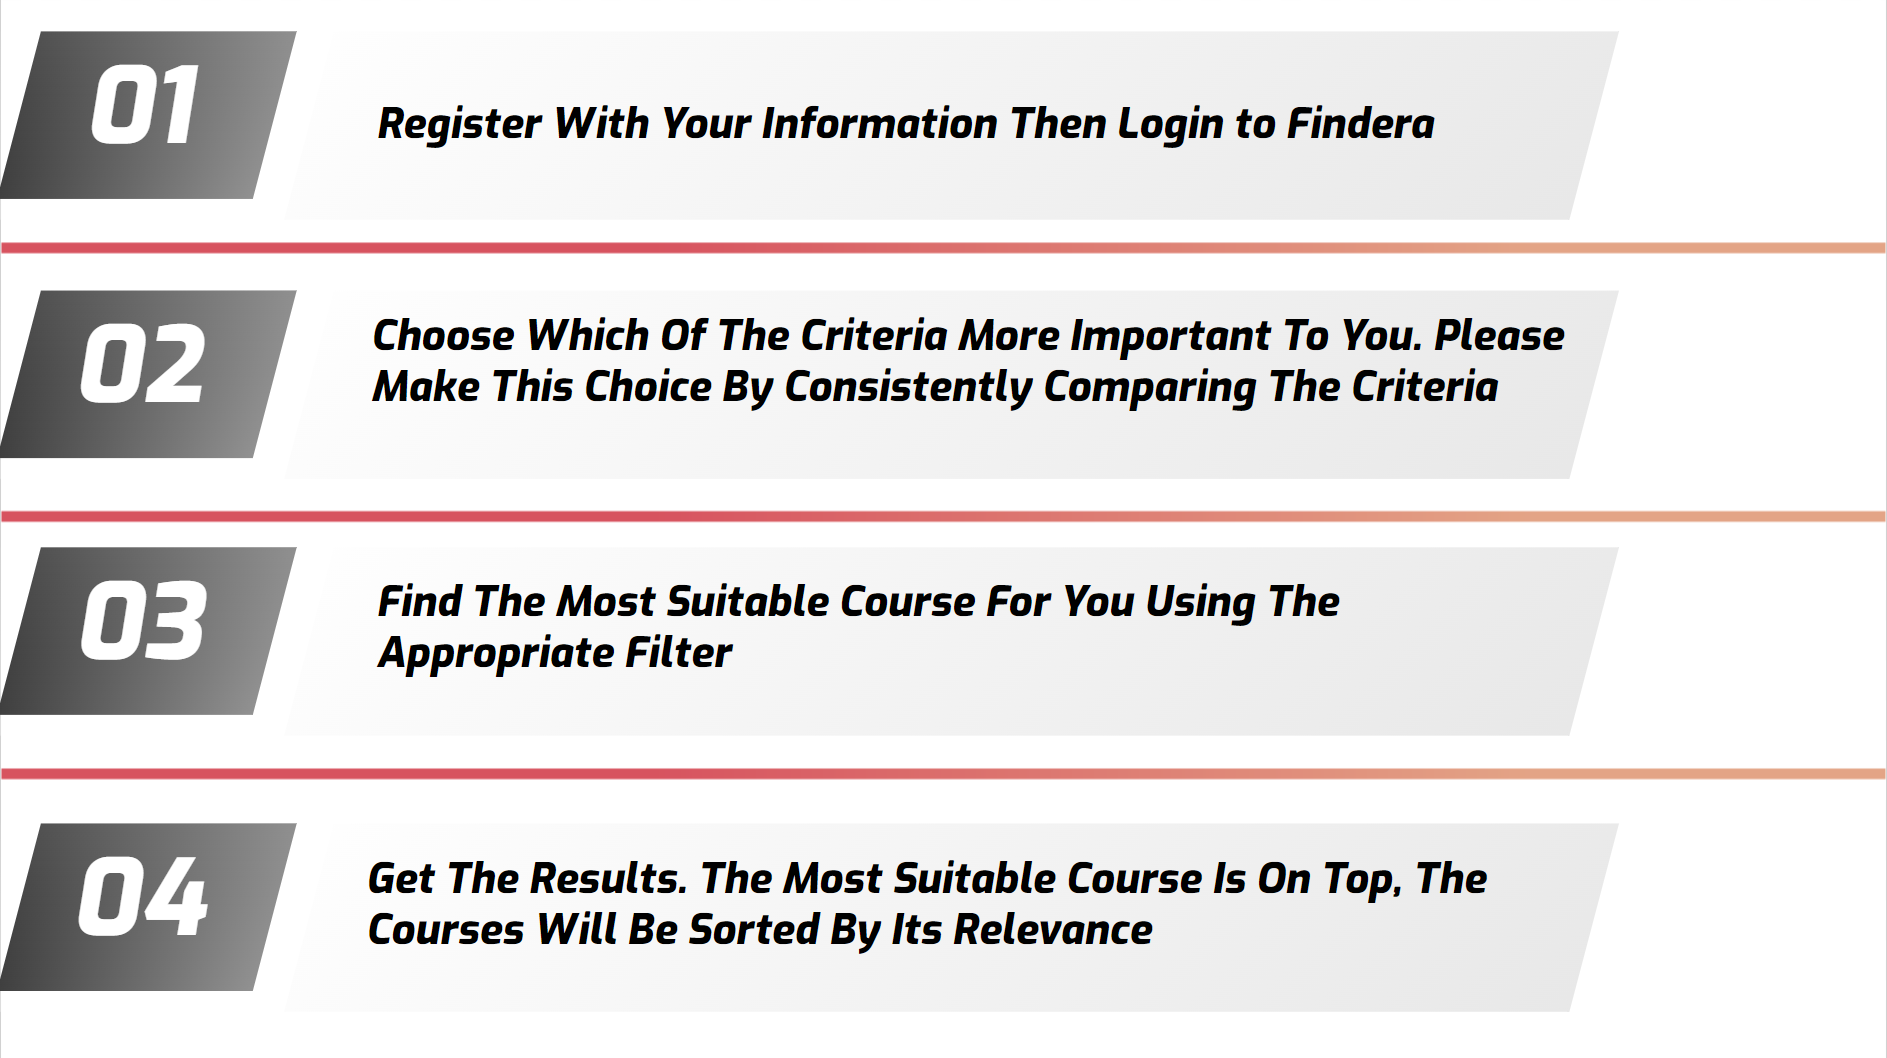 01
Register With Your Information Then Login to Findera
02
Choose Which Of The Criteria More Important To You. Please
Make This Choice By Consistently Comparing The Criteria
03
Find The Most Suitable Course For You Using The
Appropriate Filter
04
Get The Results. The Most Suitable Course Is On Top, The
Courses Will Be Sorted By Its Relevance